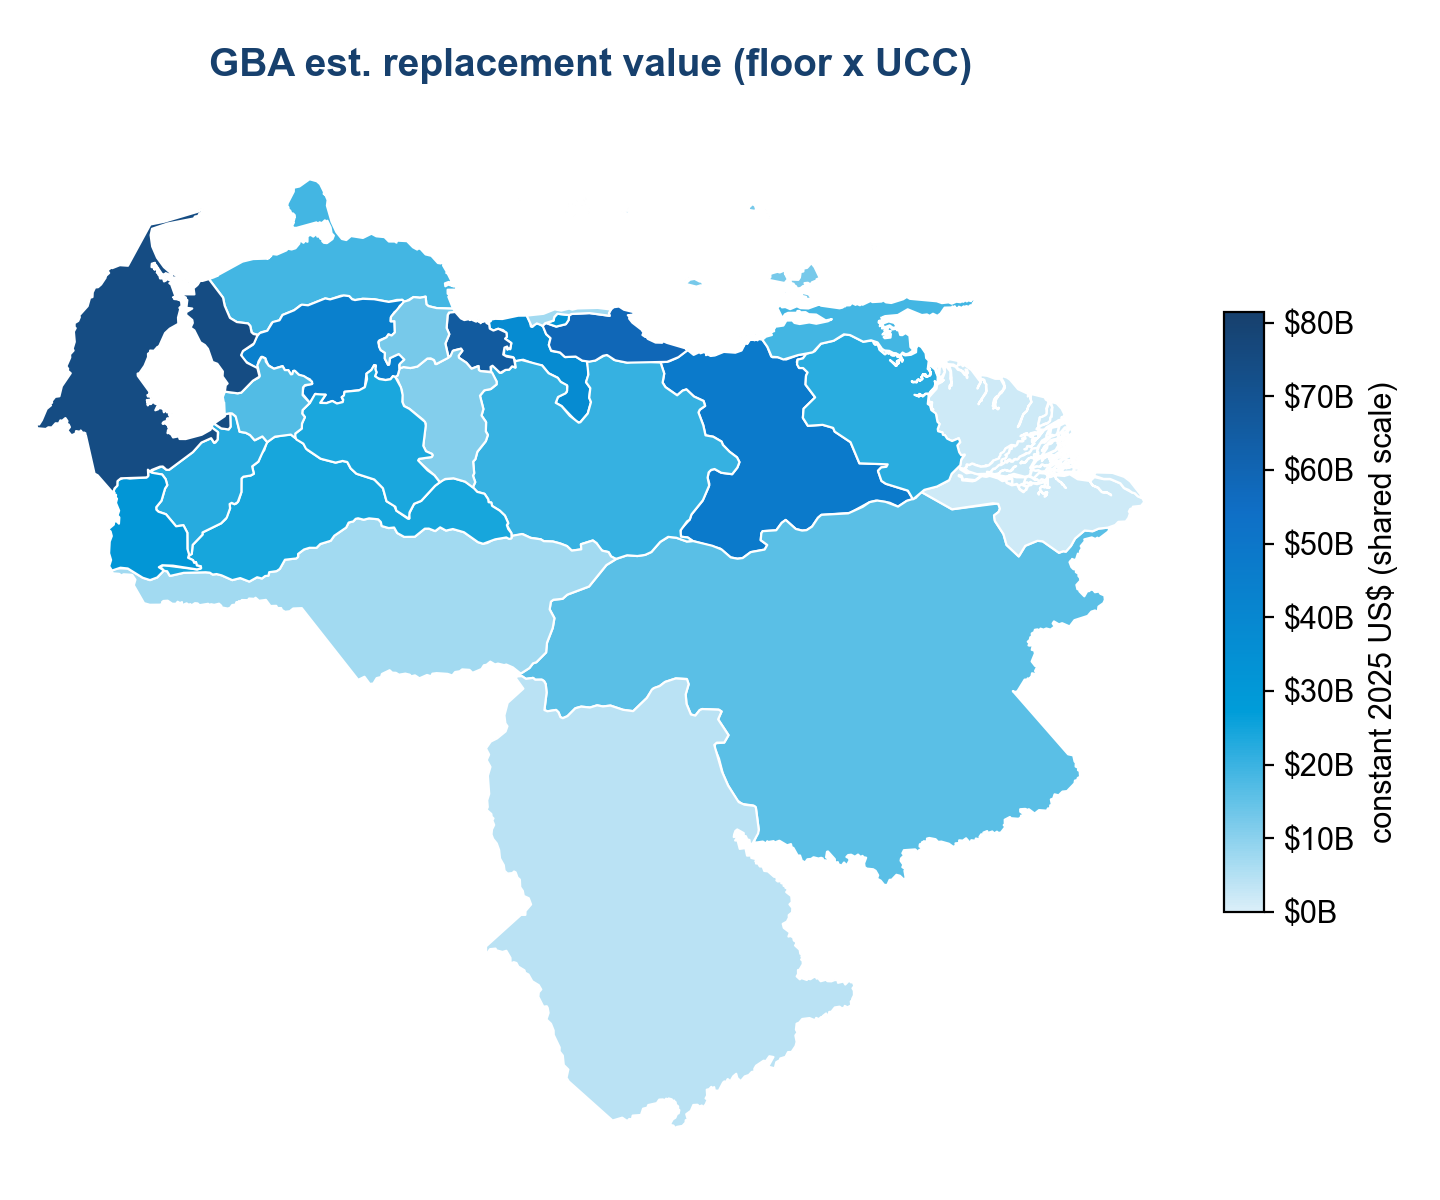 GBA est. replacement value (floor x UCC)
$80B
$70B
$60B
$50B
$40B
$30B
$20B
$10B
$0B
constant 2025 US$ (shared scale)